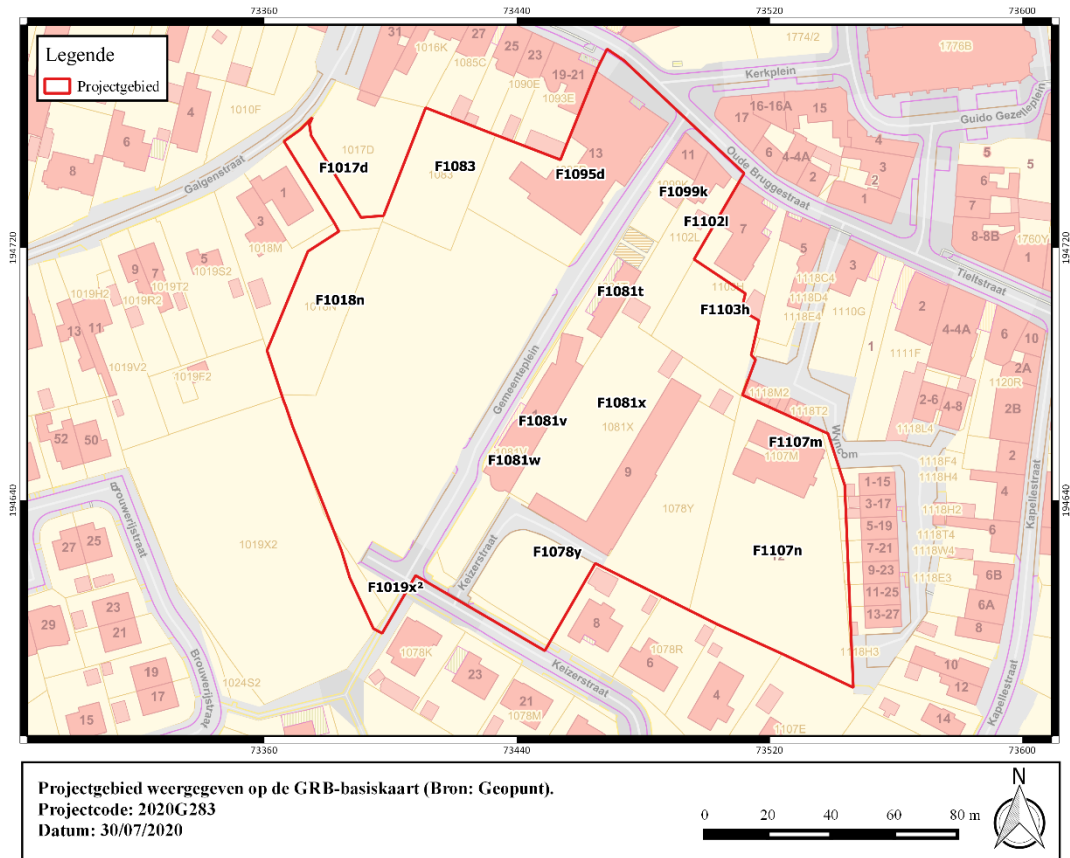 73360 73440 73520 73600
Legende
Projectgebied
31
1016K
27
1085C
25
23
1090E
19-21
1093E
1774/2
1776B
Kerkplein
Guido Gezelleplein
16-16A
15
17
4
1010F
4
6
8
F1017d
1017D
F1083
1083
13
F1095d
11
F1099k
Oude Bruggestraat
6
4-4A
2
3
2
1
5
5
6
7
8-8B
1
1760Y
Galgenstraat
1
3
1018M
F1102l
1102L
7
5
3
Tieltstraat
194720
194720
9
7
5
1019S2
1019T2
1019R2
1019H2
13
11
1019V2
1019F2
F1018n
1018N
F1081t
F1103h
1103H
1118C4
1118D4
1118E4
1110G
1
1111F
2
4-4A
6
10
2A
1120R
2B
2-6
4-8
1118L4
2
Gemeenteplein
F1081v
F1081x
1081X
F1081w
9
1118M2
1118T2
F1107m
1107M
Wyncom
52
50
Brouwerijstraat
27
25
1019X2
1078Y
1118F4
1118H4
1118H2
1118T4
1118W4
1118E3
4
6
6B
6A
8
Kapellestraat
1-15
3-17
5-19
7-21
9-23
11-25
13-27
194640
194640
F1078y
F1107n
12
Keizerstraat
F1019x²
23
21
29
19
17
15
Brouwerijstraat
1024S2
1078K
23
21
1078M
8
6
1078R
4
Keizerstraat
1107E
1118H3
10
12
14
Kapellestraat
73360 73440 73520 73600
Projectgebied weergegeven op de GRB-basiskaart (Bron: Geopunt).
Projectcode: 2020G283
Datum: 30/07/2020
0 20 40 60 80 m
N